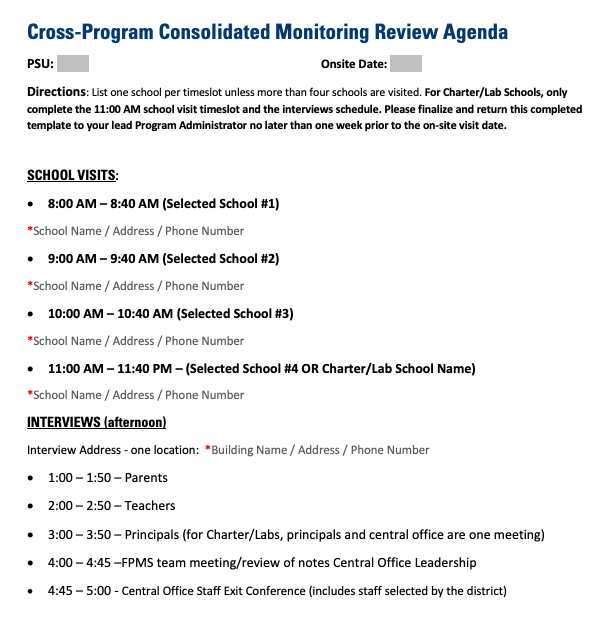 Cross-Program Consolidated Monitoring Review Agenda
PSU: Onsite Date:
Directions: List one school per timeslot unless more than four schools are visited. For Charter/Lab Schools, only
complete the 11:00 AM school visit timeslot and the interviews schedule. Please finalize and return this completed
template to your lead Program Administrator no later than one week prior to the on-site visit date.
SCHOOL VISITS:
• 8:00 AM – 8:40 AM (Selected School #1)
*School Name / Address / Phone Number
• 9:00 AM – 9:40 AM (Selected School #2)
*School Name / Address / Phone Number
• 10:00 AM – 10:40 AM (Selected School #3)
*School Name / Address / Phone Number
• 11:00 AM – 11:40 PM – (Selected School #4 OR Charter/Lab School Name)
*School Name / Address / Phone Number
INTERVIEWS (afternoon)
Interview Address - one location: *Building Name / Address / Phone Number
• 1:00 – 1:50 – Parents
• 2:00 – 2:50 – Teachers
• 3:00 – 3:50 – Principals (for Charter/Labs, principals and central office are one meeting)
• 4:00 – 4:45 –FPMS team meeting/review of notes Central Office Leadership
• 4:45 – 5:00 - Central Office Staff Exit Conference (includes staff selected by the district)